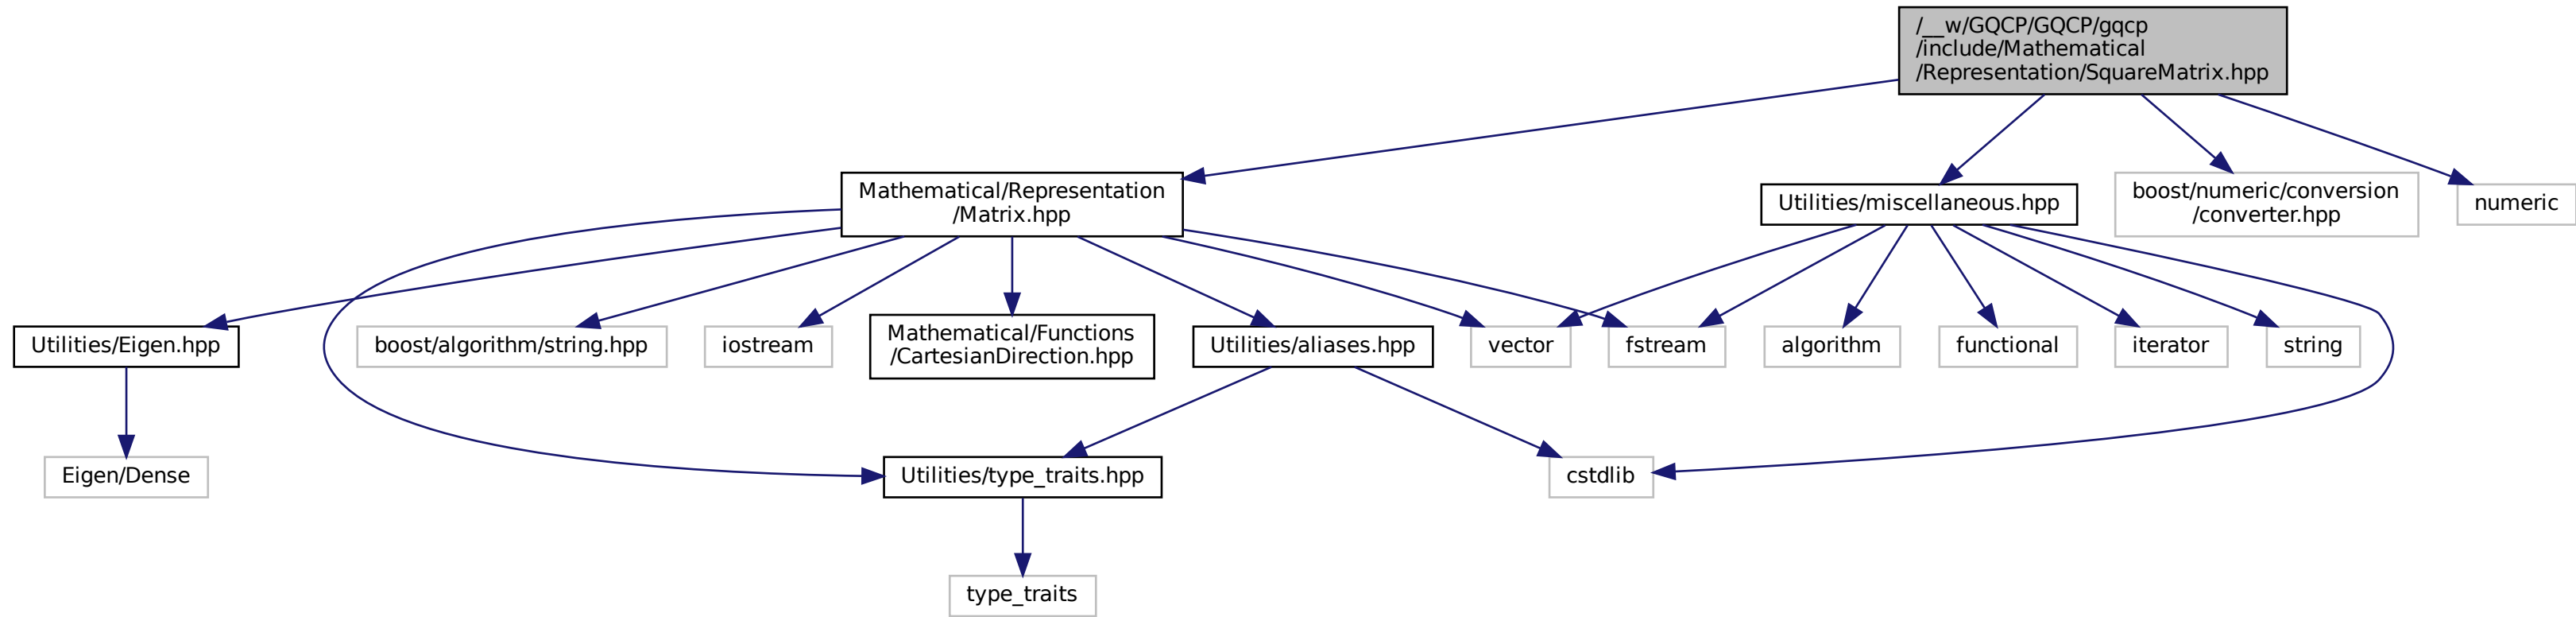 /__w/GQCP/GQCP/gqcp
/include/Mathematical
/Representation/SquareMatrix.hpp
Mathematical/Representation
/Matrix.hpp
Utilities/miscellaneous.hpp
boost/numeric/conversion
/converter.hpp
numeric
Utilities/Eigen.hpp
boost/algorithm/string.hpp
iostream
Mathematical/Functions
/CartesianDirection.hpp
Utilities/aliases.hpp
vector
fstream
algorithm
functional
iterator
string
Eigen/Dense
Utilities/type_traits.hpp
cstdlib
type_traits